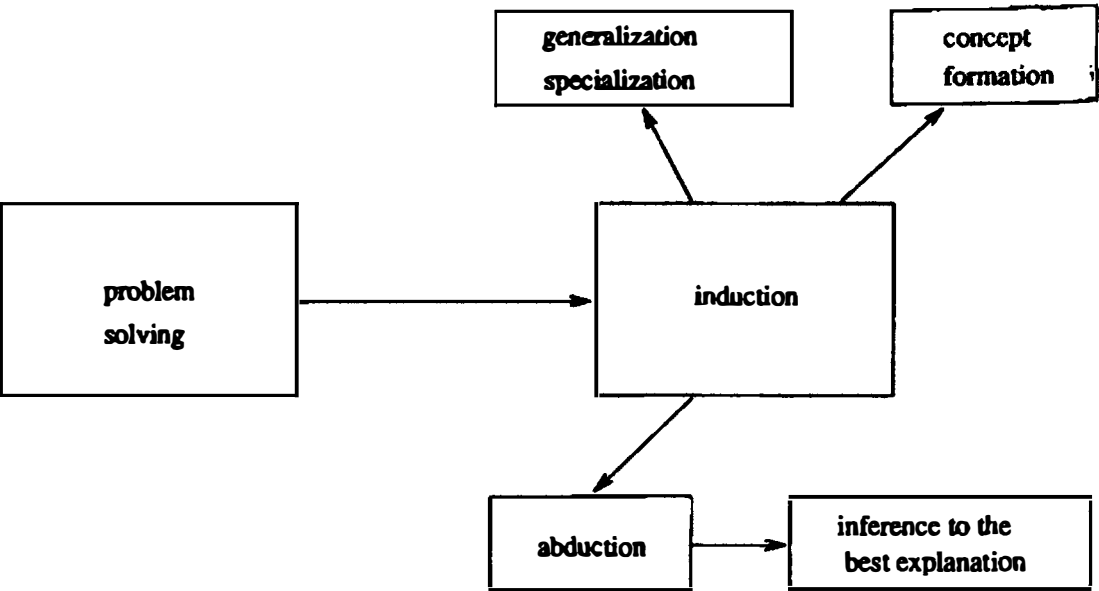 generalization
specialization
concept
formation
problem
solving
induction
abduction
inference to the
best explanation